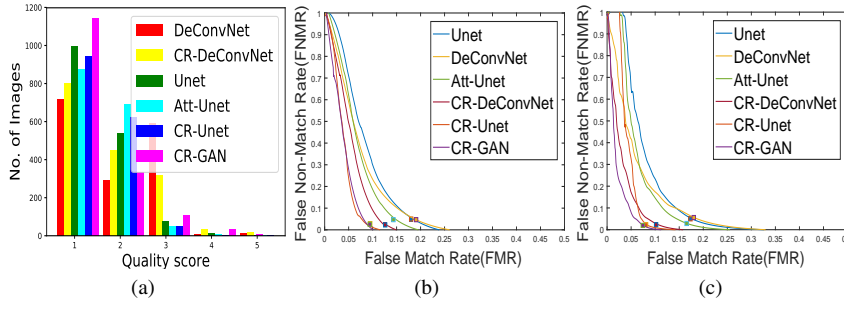 1200
1000
800
600
400
200
0
No. of Images
DeConvNet
CR-DeConvNet
Unet
Att-Unet
CR-Unet
CR-GAN
1 2 3 4 5
Quality score
(a)
False Non-Match Rate(FNMR)
1
0.9
0.8
0.7
0.6
0.5
0.4
0.3
0.2
0.1
0
Unet
DeConvNet
Att-Unet
CR-DeConvNet
CR-Unet
CR-GAN
0 0.05 0.1 0.15 0.2 0.25 0.3 0.35 0.4 0.45 0.5
False Match Rate(FMR)
(b)
False Non-Match Rate(FNMR)
1
0.9
0.8
0.7
0.6
0.5
0.4
0.3
0.2
0.1
0
Unet
DeConvNet
Att-Unet
CR-DeConvNet
CR-Unet
CR-GAN
0 0.05 0.1 0.15 0.2 0.25 0.3 0.35 0.4 0.45
False Match Rate(FMR)
(c)